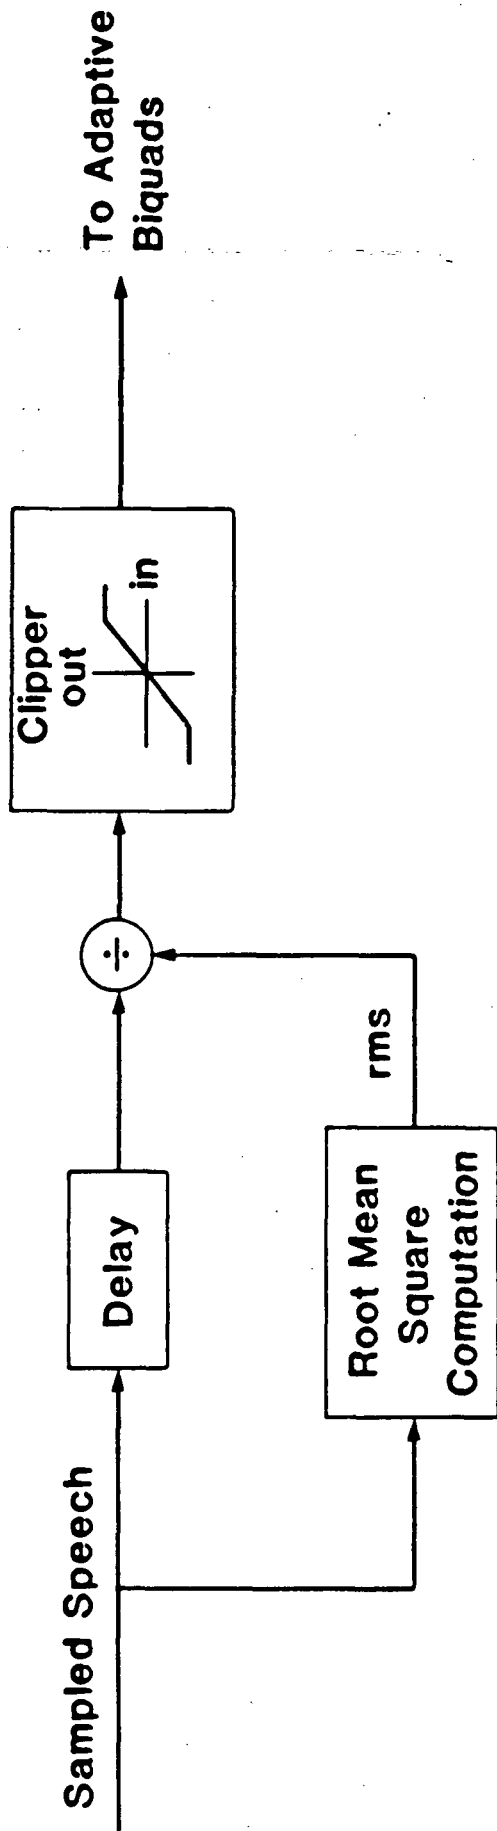 Sampled Speech
Delay
Root Mean
Square
Computation
rms
÷
Clipper
out
in
To Adaptive
Biquads